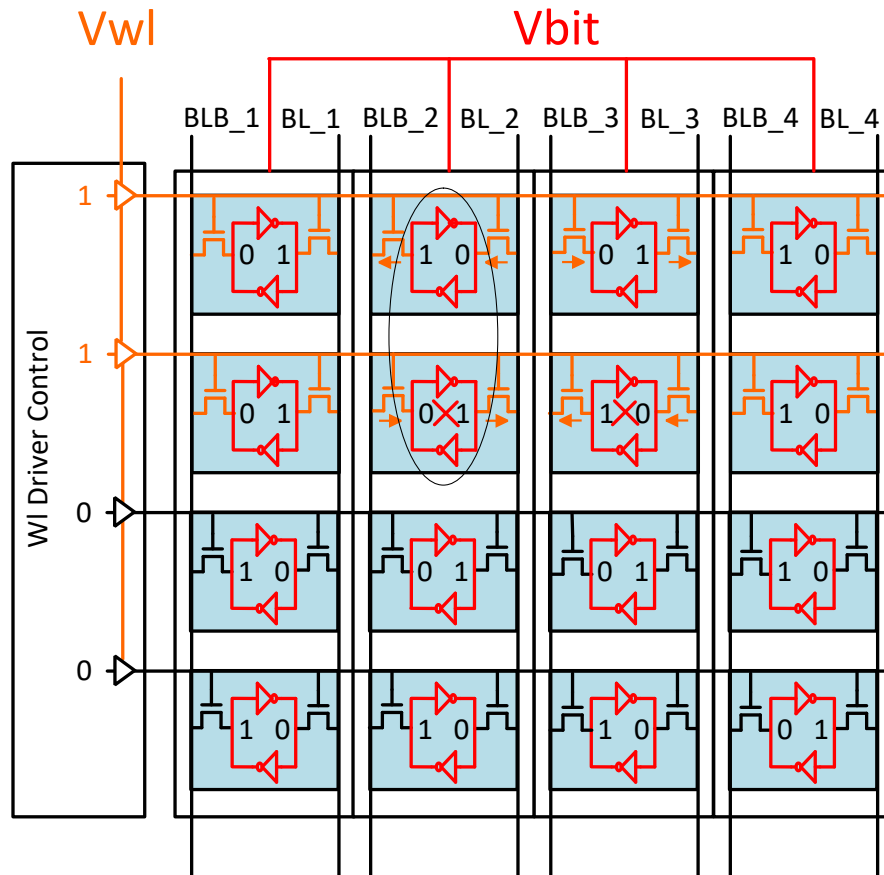 Vwl Vbit
BLB_1 BL_1 BLB_2 BL_2 BLB_3 BL_3 BLB_4 BL_4
Wl Driver Control
1 0 1 1 0 0 1 1 0
1 0 1 0 1 1 0 1 0
0 1 0 0 1 0 1 1 0
0 1 0 1 0 1 0 0 1